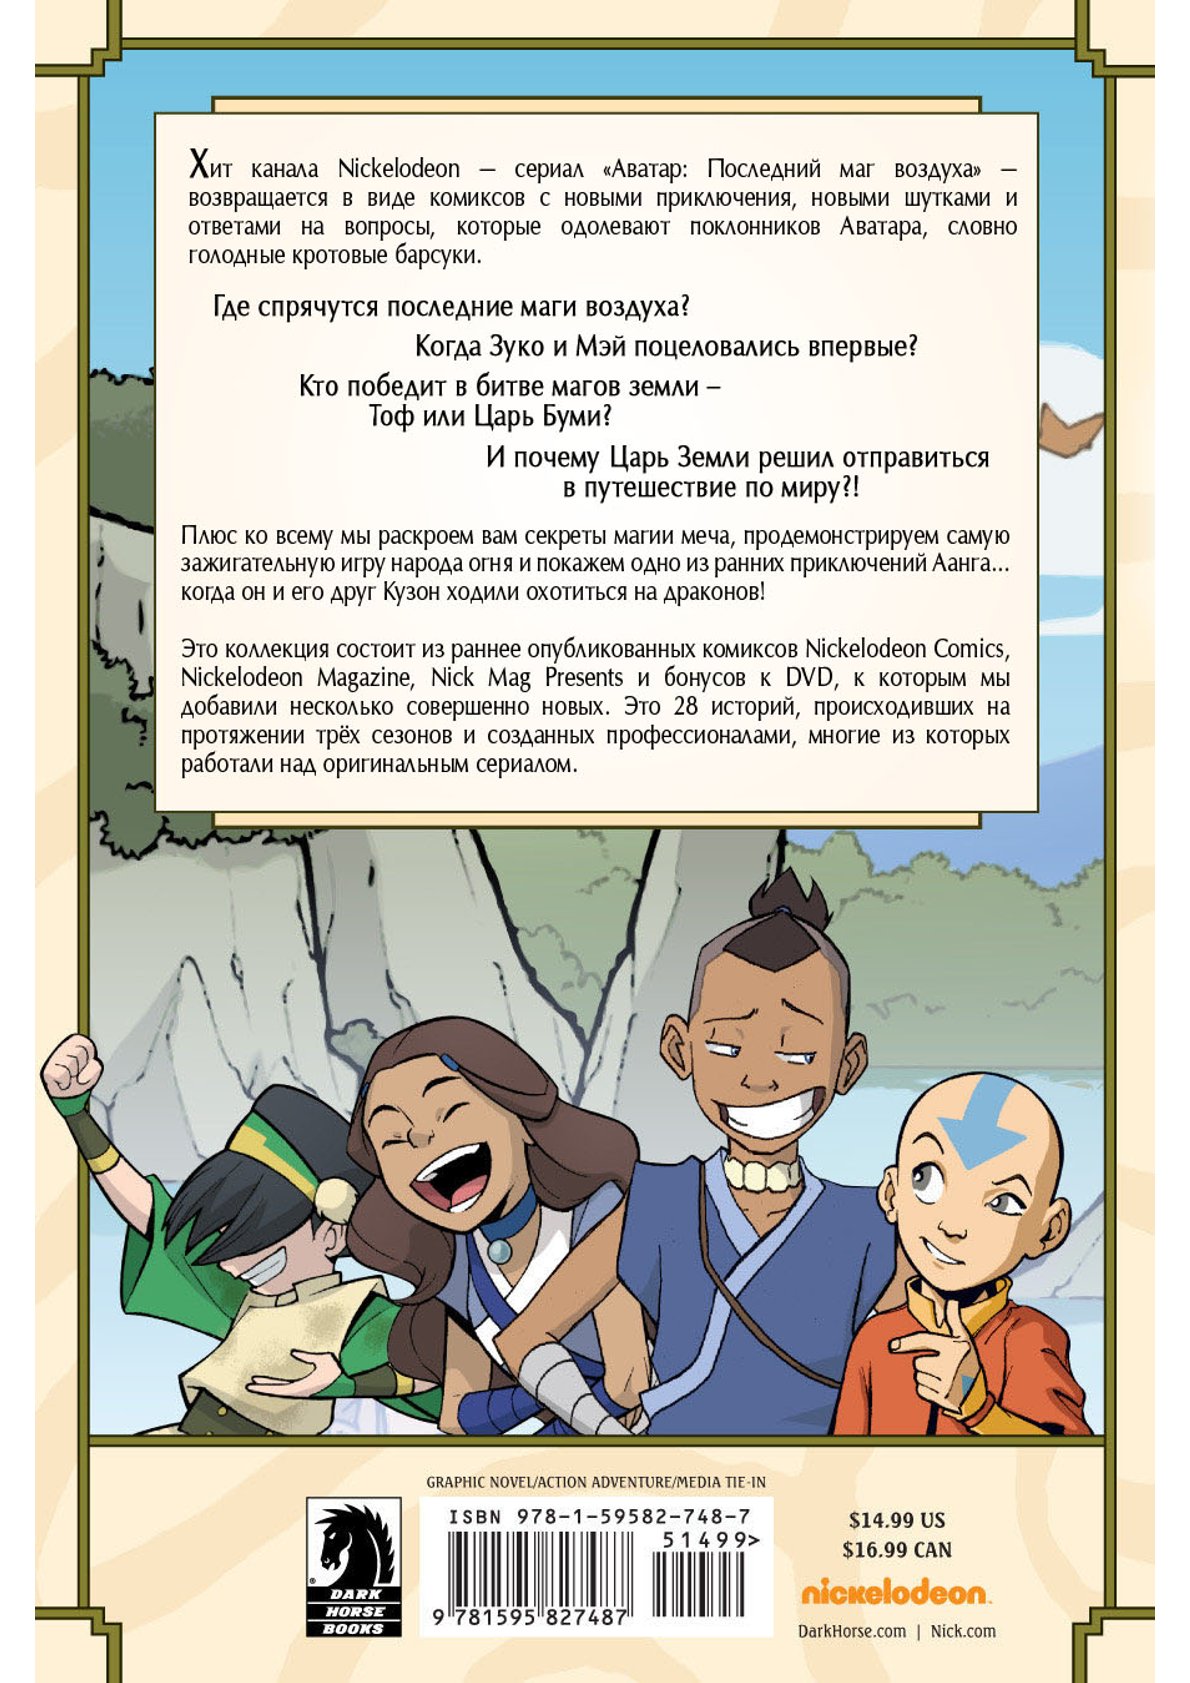 Хит канала Nickelodeon – сериал «Аватар: Последний маг воздуха» –
возвращается в виде комиксов с новыми приключения, новыми шутками и
ответами на вопросы, которые одолевают поклонников Аватара, словно
голодные кротовые барсуки.
Где спрячутся последние маги воздуха?
Когда Зуко и Мэй поцеловались впервые?
Кто победит в битве магов земли –
Тоф или Царь Буми?
И почему Царь Земли решил отправиться
в путешествие по миру?!
Плюс ко всему мы раскроем вам секреты магии меча, продемонстрируем самую
зажигательную игру народа огня и покажем одно из ранних приключений Аанга...
когда он и его друг Кузон ходили охотиться на драконов!
Это коллекция состоит из раннее опубликованных комиксов Nickelodeon Comics,
Nickelodeon Magazine, Nick Mag Presents и бонусов к DVD, к которым мы
добавили несколько совершенно новых. Это 28 историй, происходивших на
протяжении трёх сезонов и созданных профессионалами, многие из которых
работали над оригинальным сериалом.
GRAPHIC NOVEL/ACTION ADVENTURE/MEDIA TIE-IN
ISBN 978-1-59582-748-7
51499>
9 781595 827487
DARK
HORSE
BOOKS
$14.99 US
$16.99 CAN
nickelodeon
DarkHorse.com | Nick.com